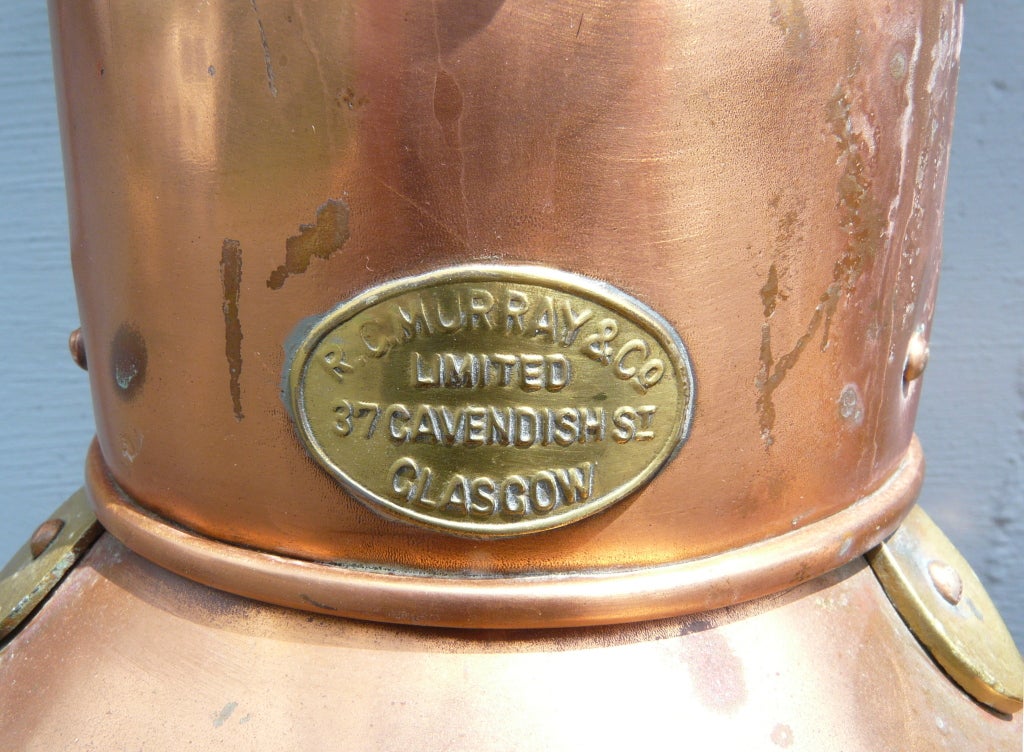 R. C. MURRAY & CO
LIMITED
37 CAVENDISH ST
GLASGOW